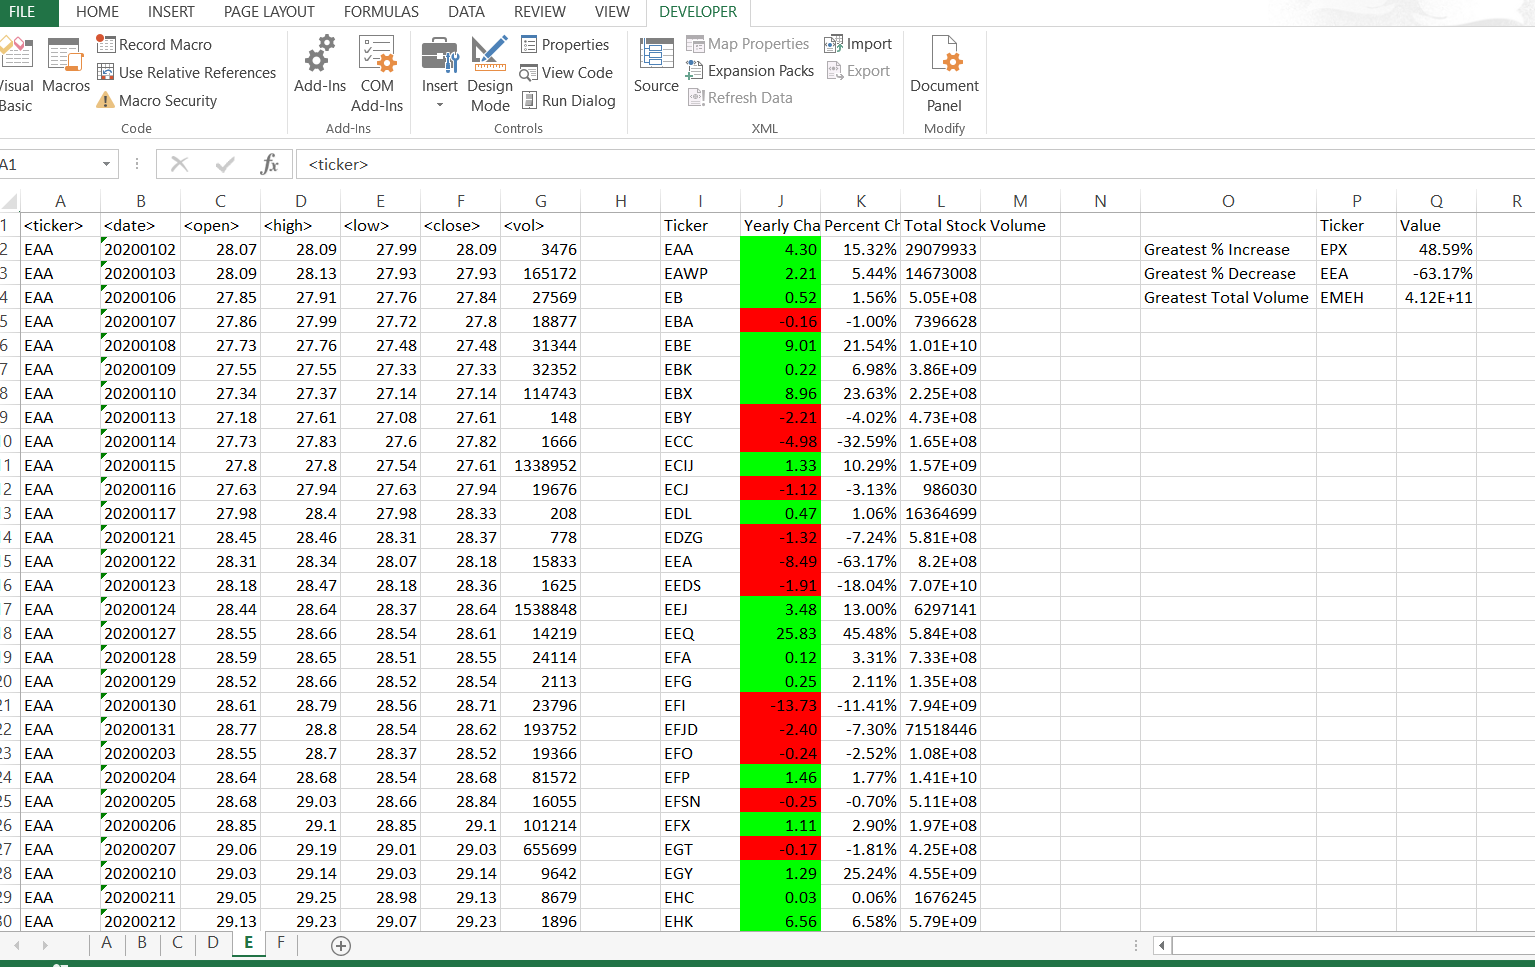 FILE HOME INSERT PAGE LAYOUT FORMULAS DATA REVIEW VIEW DEVELOPER
Visual Basic
Macros
Record Macro
Use Relative References
Macro Security
Code
Add-Ins
COM Add-Ins
Add-Ins
Insert
Design Mode
Properties
View Code
Run Dialog
Controls
Source
Map Properties
Expansion Packs
Refresh Data
Import
Export
XML
Document Panel
Modify
A1 fx <ticker>
A B C D E F G H I J K L M N O P Q R
1 <ticker> <date> <open> <high> <low> <close> <vol> Ticker Yearly Cha Percent Ch Total Stock Volume Ticker Value
2 EAA 20200102 28.07 28.09 27.99 28.09 3476 EAA 4.30 15.32% 29079933 Greatest % Increase EPX 48.59%
3 EAA 20200103 28.09 28.13 27.93 27.93 165172 EAWP 2.21 5.44% 14673008 Greatest % Decrease EEA -63.17%
4 EAA 20200106 27.85 27.91 27.76 27.84 27569 EB 0.52 1.56% 5.05E+08 Greatest Total Volume EMEH 4.12E+11
5 EAA 20200107 27.86 27.99 27.72 27.8 18877 EBA -0.16 -1.00% 7396628
6 EAA 20200108 27.73 27.76 27.48 27.48 31344 EBE 9.01 21.54% 1.01E+10
7 EAA 20200109 27.55 27.55 27.33 27.33 32352 EBK 0.22 6.98% 3.86E+09
8 EAA 20200110 27.34 27.37 27.14 27.14 114743 EBX 8.96 23.63% 2.25E+08
9 EAA 20200113 27.18 27.61 27.08 27.61 148 EBY -2.21 -4.02% 4.73E+08
10 EAA 20200114 27.73 27.83 27.6 27.82 1666 ECC -4.98 -32.59% 1.65E+08
11 EAA 20200115 27.8 27.8 27.54 27.61 1338952 ECIJ 1.33 10.29% 1.57E+09
12 EAA 20200116 27.63 27.94 27.63 27.94 19676 ECJ -1.12 -3.13% 986030
13 EAA 20200117 27.98 28.4 27.98 28.33 208 EDL 0.47 1.06% 16364699
14 EAA 20200121 28.45 28.46 28.31 28.37 778 EDZG -1.32 -7.24% 5.81E+08
15 EAA 20200122 28.31 28.34 28.07 28.18 15833 EEA -8.49 -63.17% 8.2E+08
16 EAA 20200123 28.18 28.47 28.18 28.36 1625 EEDS -1.91 -18.04% 7.07E+10
17 EAA 20200124 28.44 28.64 28.37 28.64 1538848 EEJ 3.48 13.00% 6297141
18 EAA 20200127 28.55 28.66 28.54 28.61 14219 EEQ 25.83 45.48% 5.84E+08
19 EAA 20200128 28.59 28.65 28.51 28.55 24114 EFA 0.12 3.31% 7.33E+08
20 EAA 20200129 28.52 28.66 28.52 28.54 2113 EFG 0.25 2.11% 1.35E+08
21 EAA 20200130 28.61 28.79 28.56 28.71 23796 EFI -13.73 -11.41% 7.94E+09
22 EAA 20200131 28.77 28.8 28.54 28.62 193752 EFJD -2.40 -7.30% 71518446
23 EAA 20200203 28.55 28.7 28.37 28.52 19366 EFO -0.24 -2.52% 1.08E+08
24 EAA 20200204 28.64 28.68 28.54 28.68 81572 EFP 1.46 1.77% 1.41E+10
25 EAA 20200205 28.68 29.03 28.66 28.84 16055 EFSN -0.25 -0.70% 5.11E+08
26 EAA 20200206 28.85 29.1 28.85 29.1 101214 EFX 1.11 2.90% 1.97E+08
27 EAA 20200207 29.06 29.19 29.01 29.03 655699 EGT -0.17 -1.81% 4.25E+08
28 EAA 20200210 29.03 29.14 29.03 29.14 9642 EGY 1.29 25.24% 4.55E+09
29 EAA 20200211 29.05 29.25 28.98 29.13 8679 EHC 0.03 0.06% 1676245
30 EAA 20200212 29.13 29.23 29.07 29.23 1896 EHK 6.56 6.58% 5.79E+09
A B C D E F